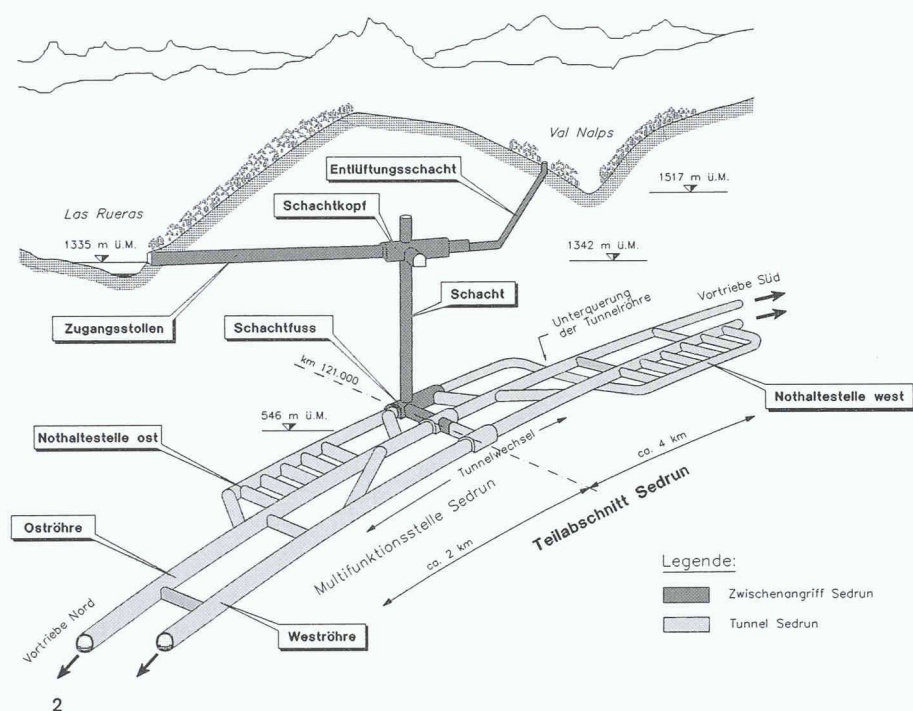 Val Nalps
Entlüftungsschacht
1517 m ü.M.
Schachtkopf
Las Rueras
1335 m ü.M.
1342 m ü.M.
Schacht
Vortriebe Süd
Zugangsstollen
Unterquerung
der Tunnelröhre
Schachtfuss
km 121.000
Nothaltestelle west
546 m ü.M.
Nothaltestelle ost
Tunnelwechsel
ca. 4 km
Multifunktionsstelle Sedrun
Teilabschnitt Sedrun
Oströhre
ca. 2 km
Legende:
Zwischenangriff Sedrun
Tunnel Sedrun
Vortriebe Nord
Weströhre
2